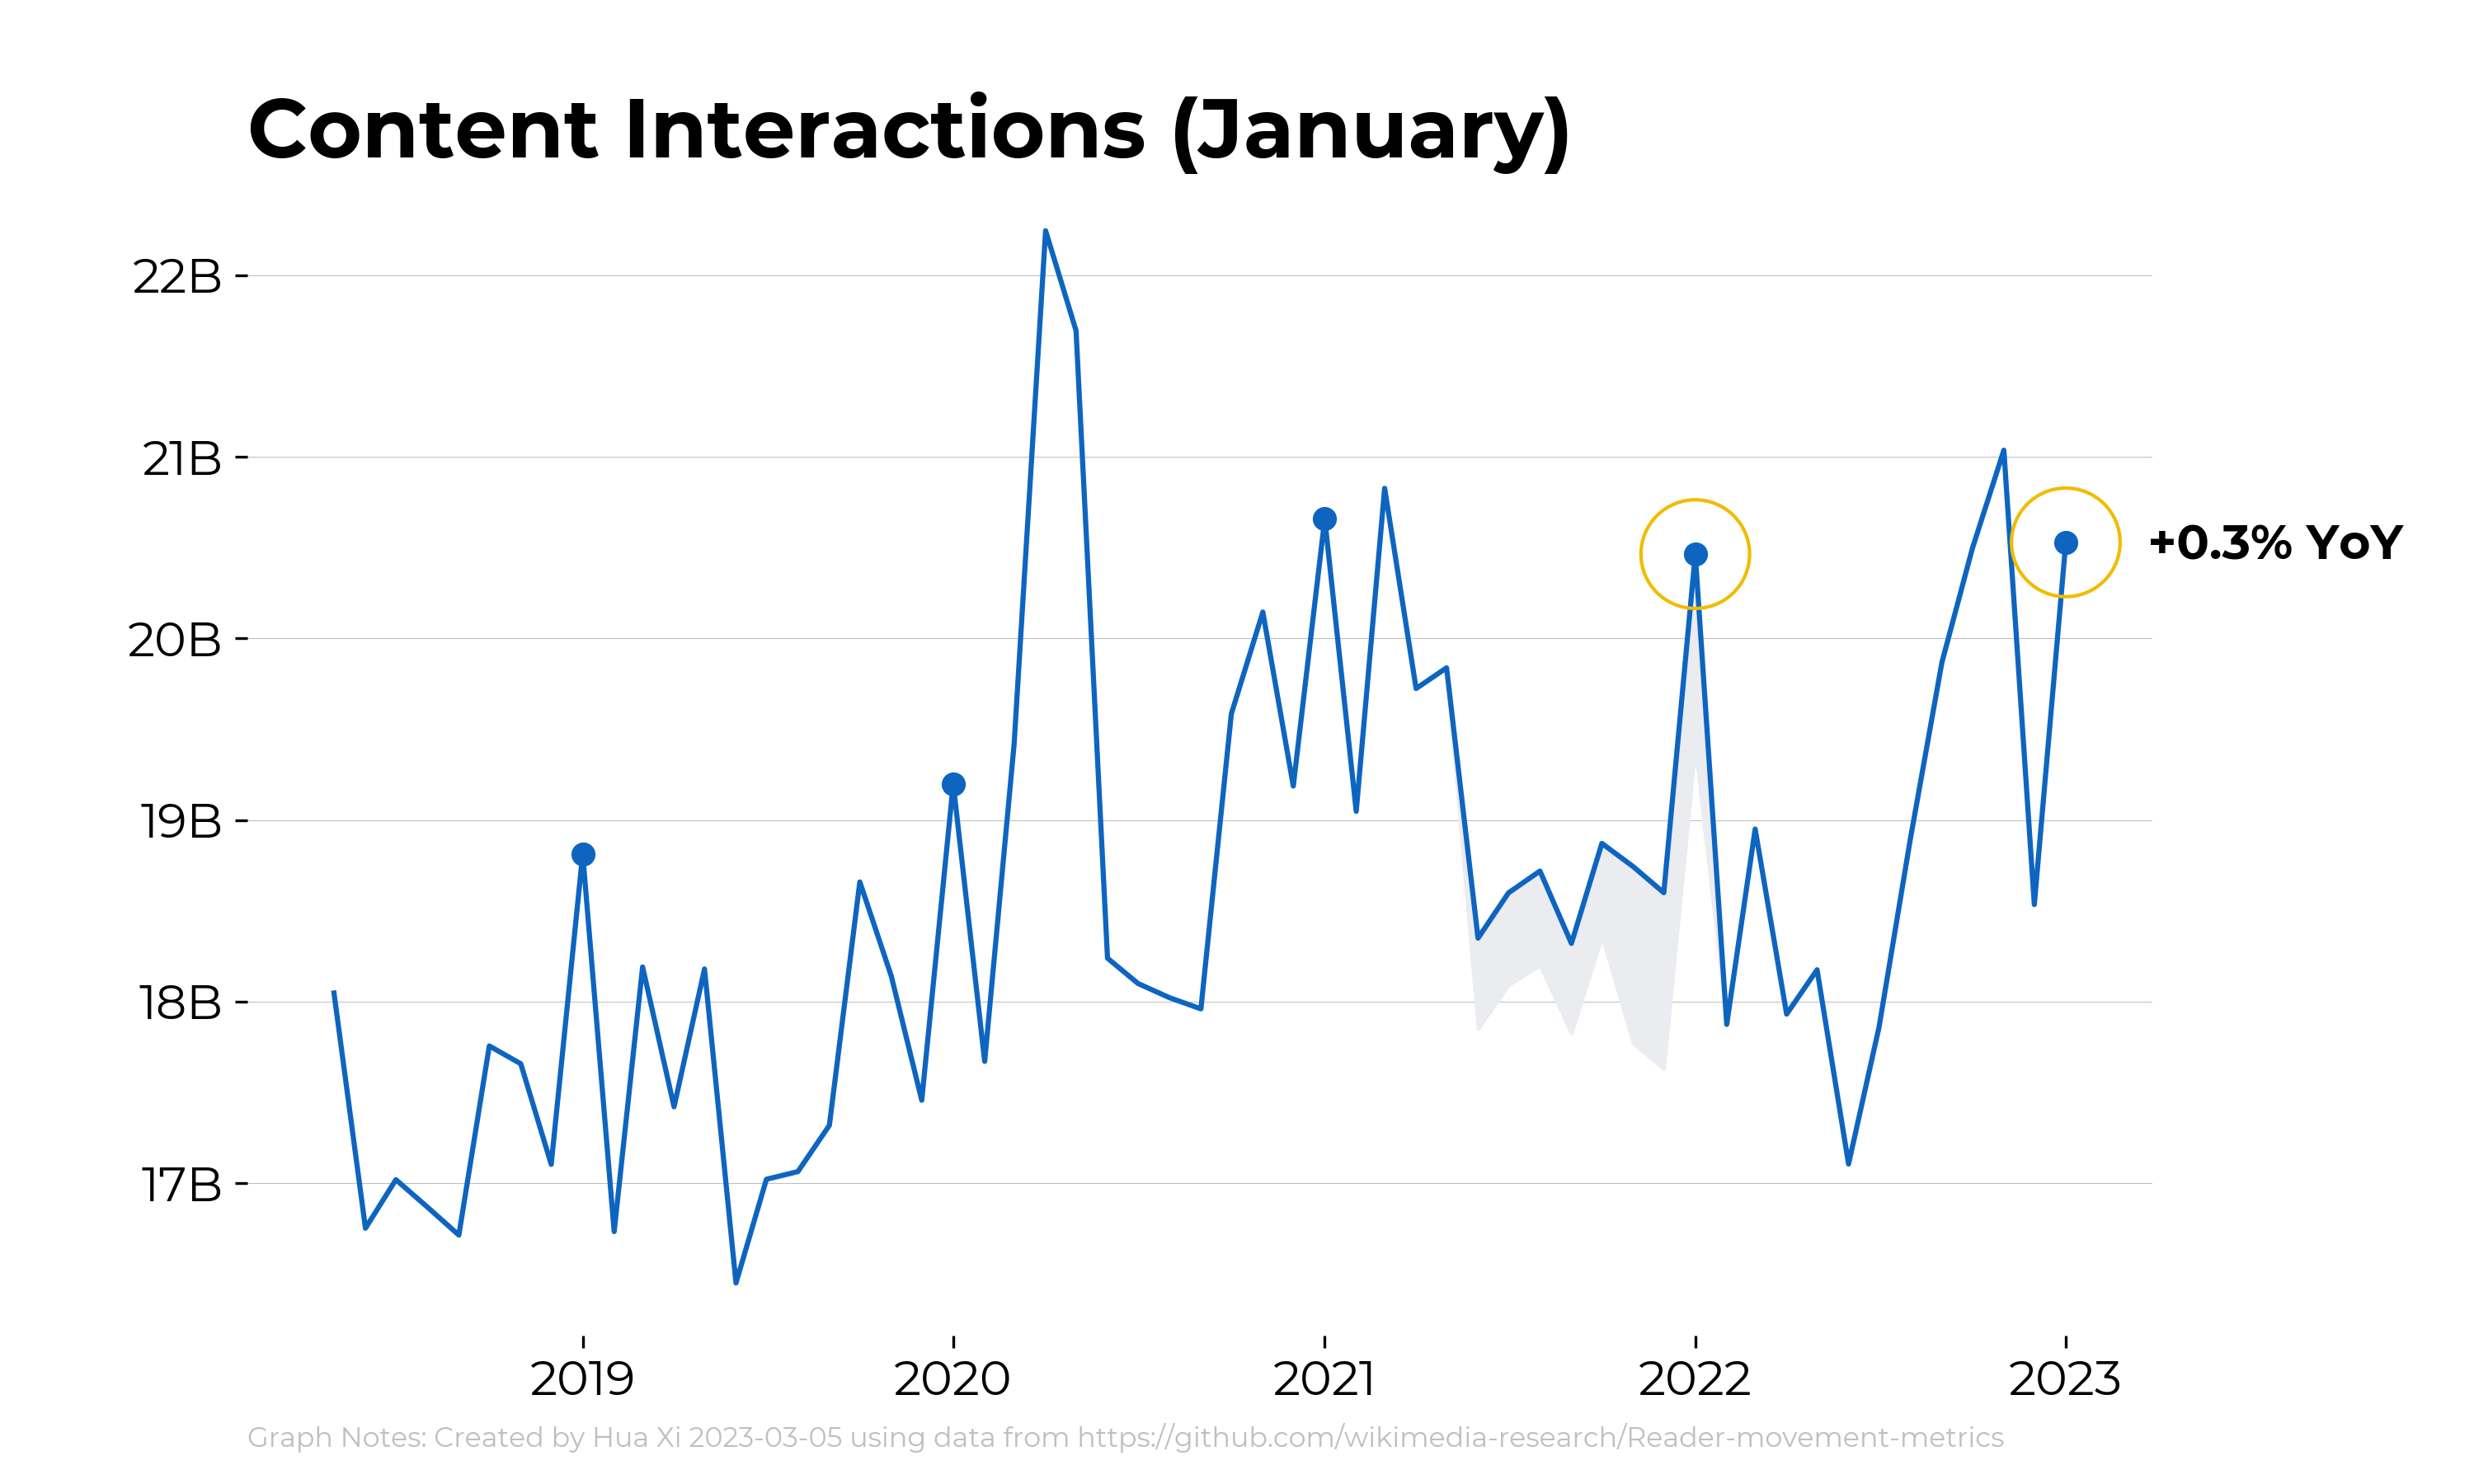 Content Interactions (January)
22B
21B
20B
19B
18B
17B
+0.3% YoY
2019
2020
2021
2022
2023
Graph Notes: Created by Hua Xi 2023-03-05 using data from https://github.com/wikimedia-research/Reader-movement-metrics